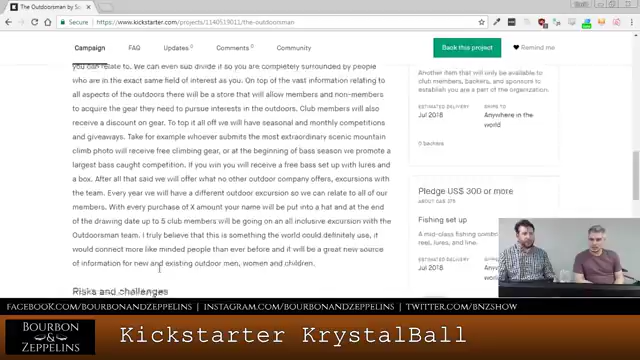 The Outdoorsman by Sc
https://www.kickstarter.com/projects/1140519011/the-outdoorsman
Campaign
FAQ
Updates
Comments
Community
Back this project
Remind me
you can relate to. We can even sub divide it so you are completely surrounded by people
who are in the exact same field of interest as you. On top of the vast information relating to
all aspects of the outdoors there will be a store that will allow members and non-members
to acquire the gear they need to pursue interests in the outdoors. Club members will also
receive a discount on gear. To top it all off we will have seasonal and monthly competitions
and giveaways. Take for example whoever submits the most extraordinary scenic mountain
climb photo will receive free climbing gear, or at the beginning of bass season we promote a
largest bass caught competition. If you win you will receive a free bass set up with lures and
a box. After all that said we will offer what no other outdoor company offers, excursions with
the team. Every year we will have a different outdoor excursion so we can relate to all of our
members. With every purchase of X amount your name will be put into a hat and at the end
of the drawing date up to 5 club members will be going on an all inclusive excursion with the
Outdoorsman team. I truly believe that this is something the world could definitely use, it
would connect more like minded people than ever before and it will be a great new source
of information for new and existing outdoor men, women and children.
Risks and challenges
Another item that will only be available to
club members, backers, and sponsors to
establish you are a part of the organization.
ESTIMATED DELIVERY
Jul 2018
SHIPS TO
Anywhere in the
world
0 backers
Pledge US$ 300 or more
Fishing set up
A mid-class fishing
reel, lures, and line.
ESTIMATED DELIVERY
Jul 2018
FACEBOOK.COM/BOURBONANDZEPPELINS | INSTAGRAM.COM/BOURBONANDZEPPELINS | TWITTER.COM/BNZSHOW
BOURBON
&
ZEPPELINS
Kickstarter KrystalBall